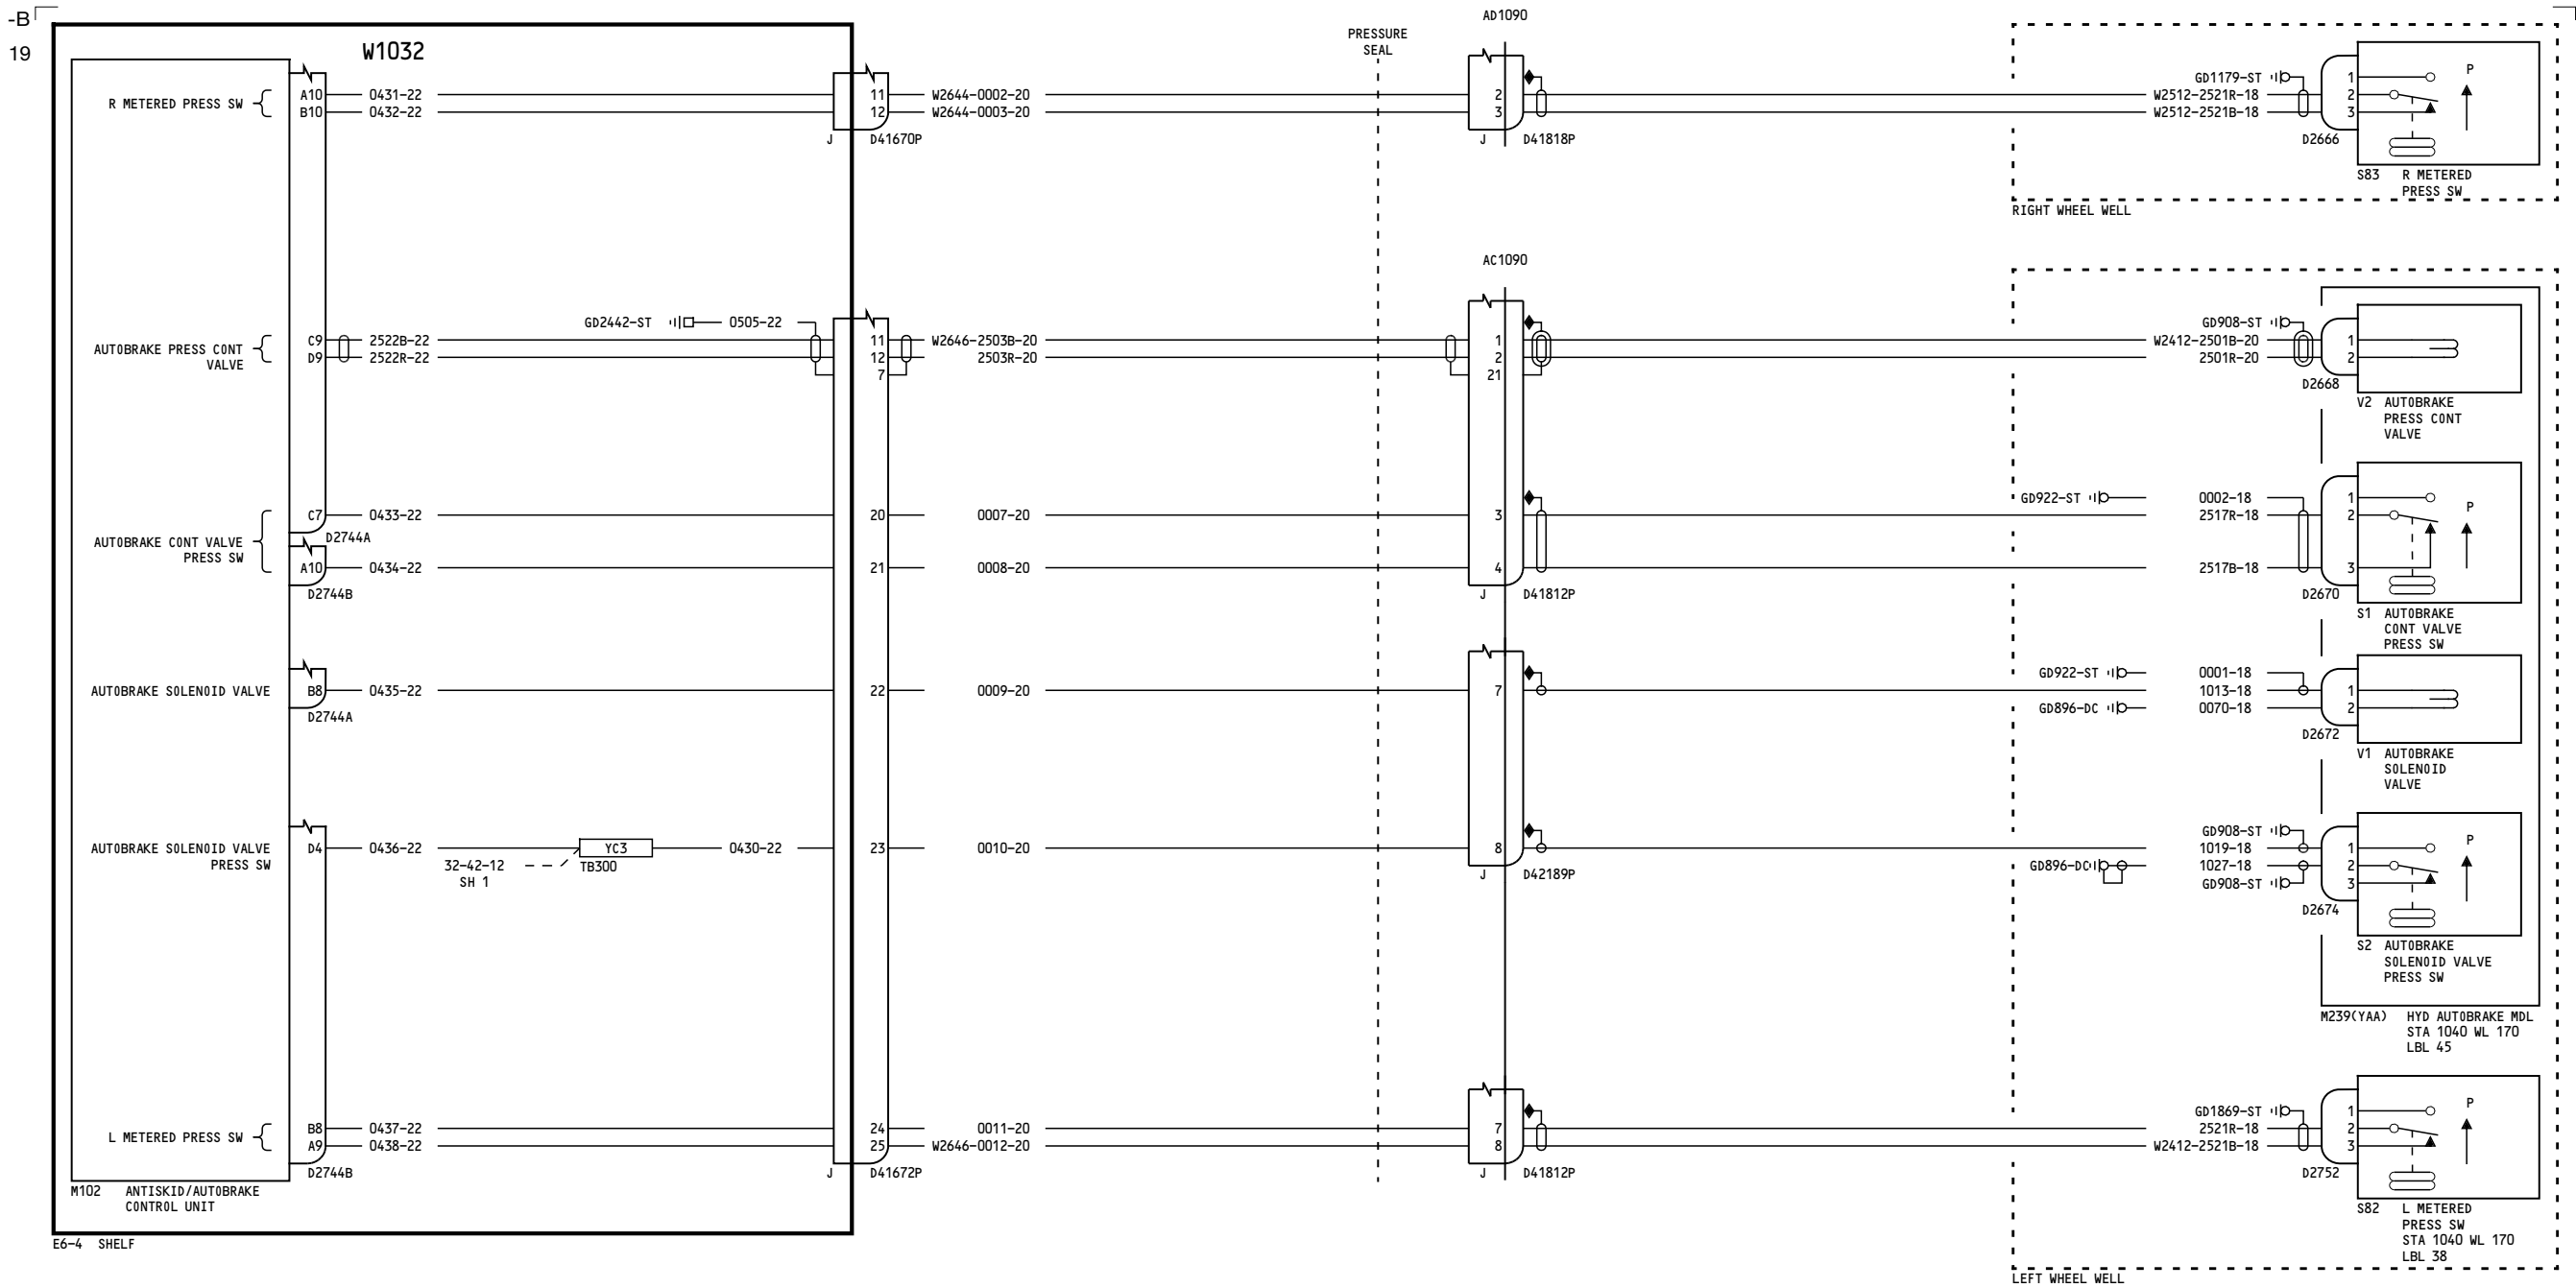 -B
19
W1032
R METERED PRESS SW
A10 0431-22
B10 0432-22
11 W2644-0002-20
12 W2644-0003-20
J D41670P
PRESSURE
SEAL
AD1090
2
3
J D41818P
GD1179-ST
W2512-2521R-18
W2512-2521B-18
1
2
3
D2666
P
S83 R METERED
PRESS SW
RIGHT WHEEL WELL
AC1090
GD2442-ST 0505-22
AUTOBRAKE PRESS CONT
VALVE
C9 2522B-22
D9 2522R-22
11 W2646-2503B-20
12 2503R-20
7
1
2
21
GD908-ST
W2412-2501B-20
2501R-20
1
2
D2668
V2 AUTOBRAKE
PRESS CONT
VALVE
AUTOBRAKE CONT VALVE
PRESS SW
C7 0433-22
D2744A
A10 0434-22
D2744B
20 0007-20
21 0008-20
3
4
J D41812P
GD922-ST 0002-18
2517R-18
2517B-18
1
2
3
D2670
P
S1 AUTOBRAKE
CONT VALVE
PRESS SW
AUTOBRAKE SOLENOID VALVE
B8 0435-22
D2744A
22 0009-20
7
GD922-ST 0001-18
1013-18
GD896-DC 0070-18
1
2
D2672
V1 AUTOBRAKE
SOLENOID
VALVE
AUTOBRAKE SOLENOID VALVE
PRESS SW
D4 0436-22
YC3
TB300
32-42-12
SH 1
0430-22
23 0010-20
8
J D42189P
GD908-ST
1019-18
GD896-DC 1027-18
GD908-ST
1
2
3
D2674
P
S2 AUTOBRAKE
SOLENOID VALVE
PRESS SW
M239(YAA) HYD AUTOBRAKE MDL
STA 1040 WL 170
LBL 45
L METERED PRESS SW
B8 0437-22
A9 0438-22
D2744B
24 0011-20
25 W2646-0012-20
J D41672P
7
8
J D41812P
GD1869-ST
2521R-18
W2412-2521B-18
1
2
3
D2752
P
S82 L METERED
PRESS SW
STA 1040 WL 170
LBL 38
M102 ANTISKID/AUTOBRAKE
CONTROL UNIT
E6-4 SHELF
LEFT WHEEL WELL